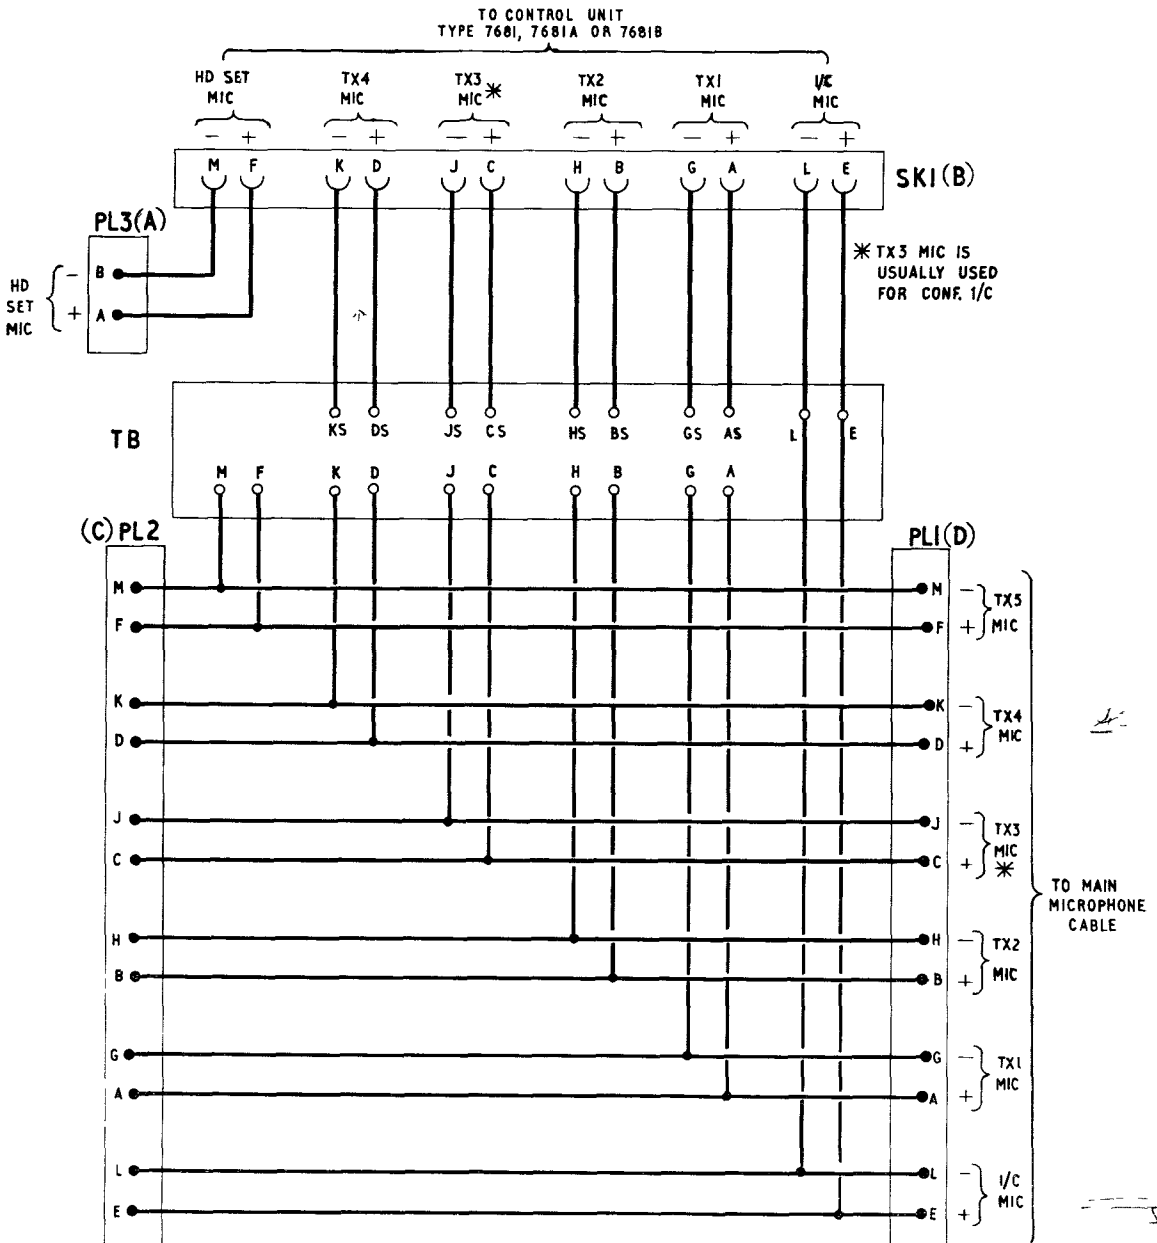 TO CONTROL UNIT
TYPE 7681, 7681A OR 7681B
HD SET MIC
TX4 MIC
TX3 MIC *
TX2 MIC
TX1 MIC
I/C MIC
- + - + - + - + - + - +
M F K D J C H B G A L E
SK1(B)
PL3(A)
HD SET MIC
- B
+ A
* TX3 MIC IS
USUALLY USED
FOR CONF. I/C
TB
KS DS JS CS HS BS GS AS L E
M F K D J C H B G A
(C) PL2
PL1(D)
M M - TX5
F F + MIC
K K - TX4
D D + MIC
J J - TX3
C C + MIC *
H H - TX2
B B + MIC
G G - TX1
A A + MIC
L L - I/C
E E + MIC
TO MAIN
MICROPHONE
CABLE